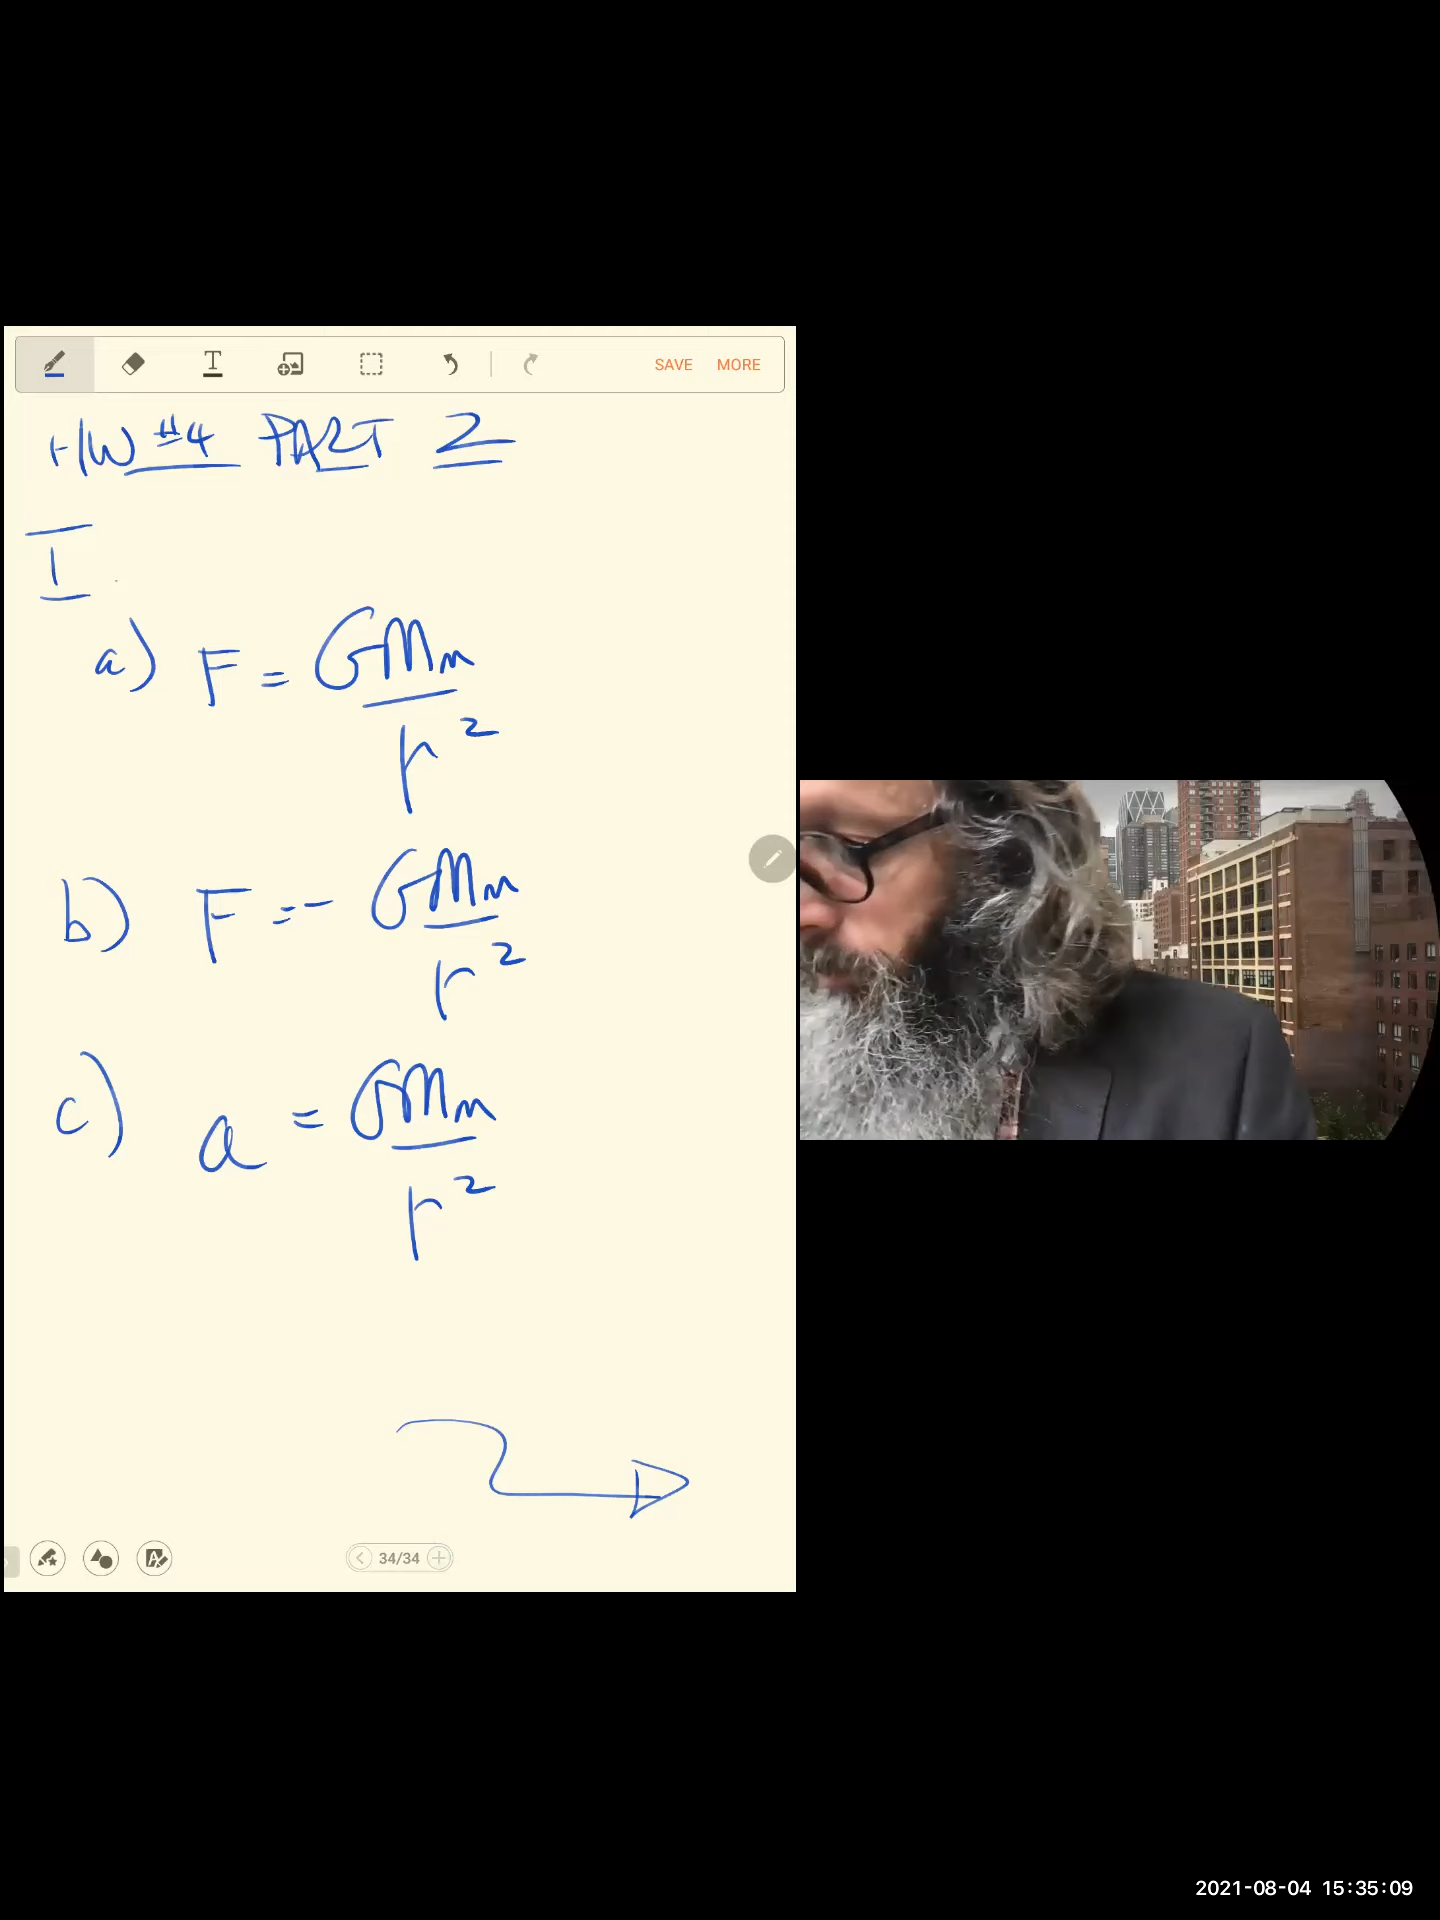 SAVE MORE
HW #4 PART 2
I
a) F = GMm / r²
b) F = - GMm / r²
c) a = GMm / r²
34/34
2021-08-04 15:35:09